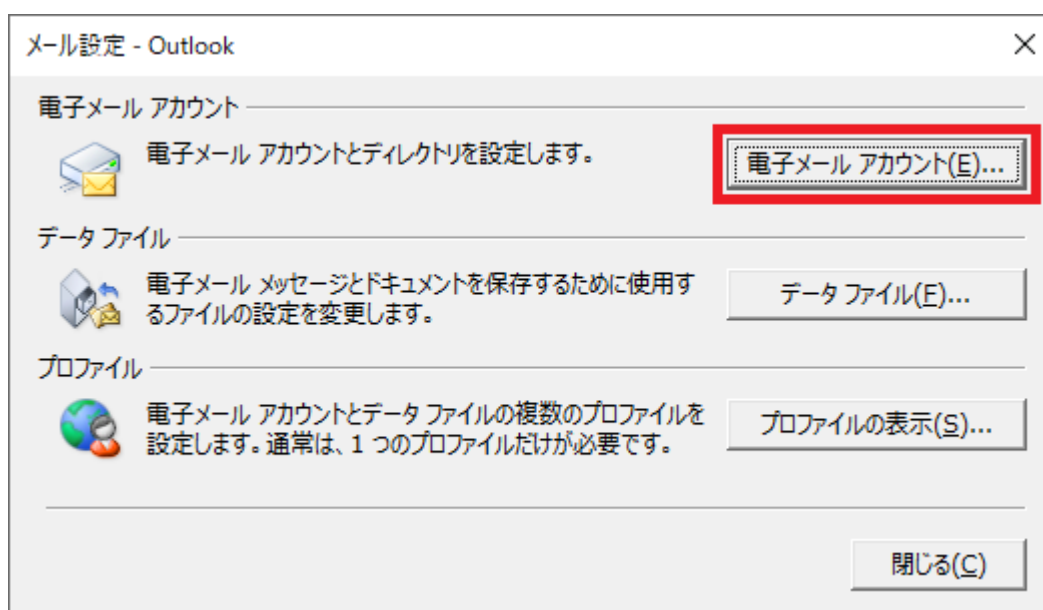 メール設定 - Outlook
電子メール アカウント
電子メール アカウントとディレクトリを設定します。
電子メール アカウント(E)...
データ ファイル
電子メール メッセージとドキュメントを保存するために使用す
るファイルの設定を変更します。
データ ファイル(F)...
プロファイル
電子メール アカウントとデータ ファイルの複数のプロファイルを
設定します。通常は、1 つのプロファイルだけが必要です。
プロファイルの表示(S)...
閉じる(C)